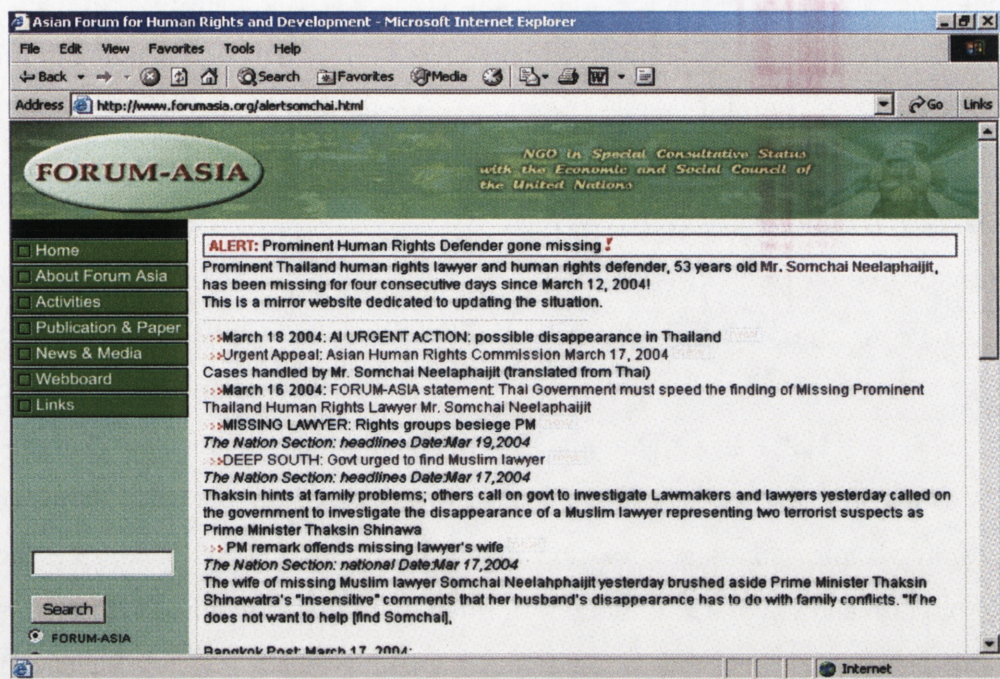 Asian Forum for Human Rights and Development - Microsoft Internet Explorer
File Edit View Favorites Tools Help
Back Search Favorites Media
Address http://www.forumasia.org/alertsomchai.html Go Links
FORUM-ASIA
NGO in Special Consultative Status
with the Economic and Social Council of
the United Nations
Home
About Forum Asia
Activities
Publication & Paper
News & Media
Webboard
Links
Search
FORUM-ASIA
ALERT: Prominent Human Rights Defender gone missing !
Prominent Thailand human rights lawyer and human rights defender, 53 years old Mr. Somchai Neelaphaijit,
has been missing for four consecutive days since March 12, 2004!
This is a mirror website dedicated to updating the situation.
>>March 18 2004: AI URGENT ACTION: possible disappearance in Thailand
>>Urgent Appeal: Asian Human Rights Commission March 17, 2004
Cases handled by Mr. Somchai Neelaphaijit (translated from Thai)
>>March 16 2004: FORUM-ASIA statement: Thai Government must speed the finding of Missing Prominent
Thailand Human Rights Lawyer Mr. Somchai Neelaphaijit
>>MISSING LAWYER: Rights groups besiege PM
The Nation Section: headlines Date:Mar 19,2004
>>DEEP SOUTH: Govt urged to find Muslim lawyer
The Nation Section: headlines Date:Mar 17,2004
Thaksin hints at family problems; others call on govt to investigate Lawmakers and lawyers yesterday called on
the government to investigate the disappearance of a Muslim lawyer representing two terrorist suspects as
Prime Minister Thaksin Shinawa
>> PM remark offends missing lawyer's wife
The Nation Section: national Date:Mar 17,2004
The wife of missing Muslim lawyer Somchai Neelahphaijit yesterday brushed aside Prime Minister Thaksin
Shinawatra's "insensitive" comments that her husband's disappearance has to do with family conflicts. "If he
does not want to help [find Somchai],
Bangkok Post: March 17, 2004:
Internet